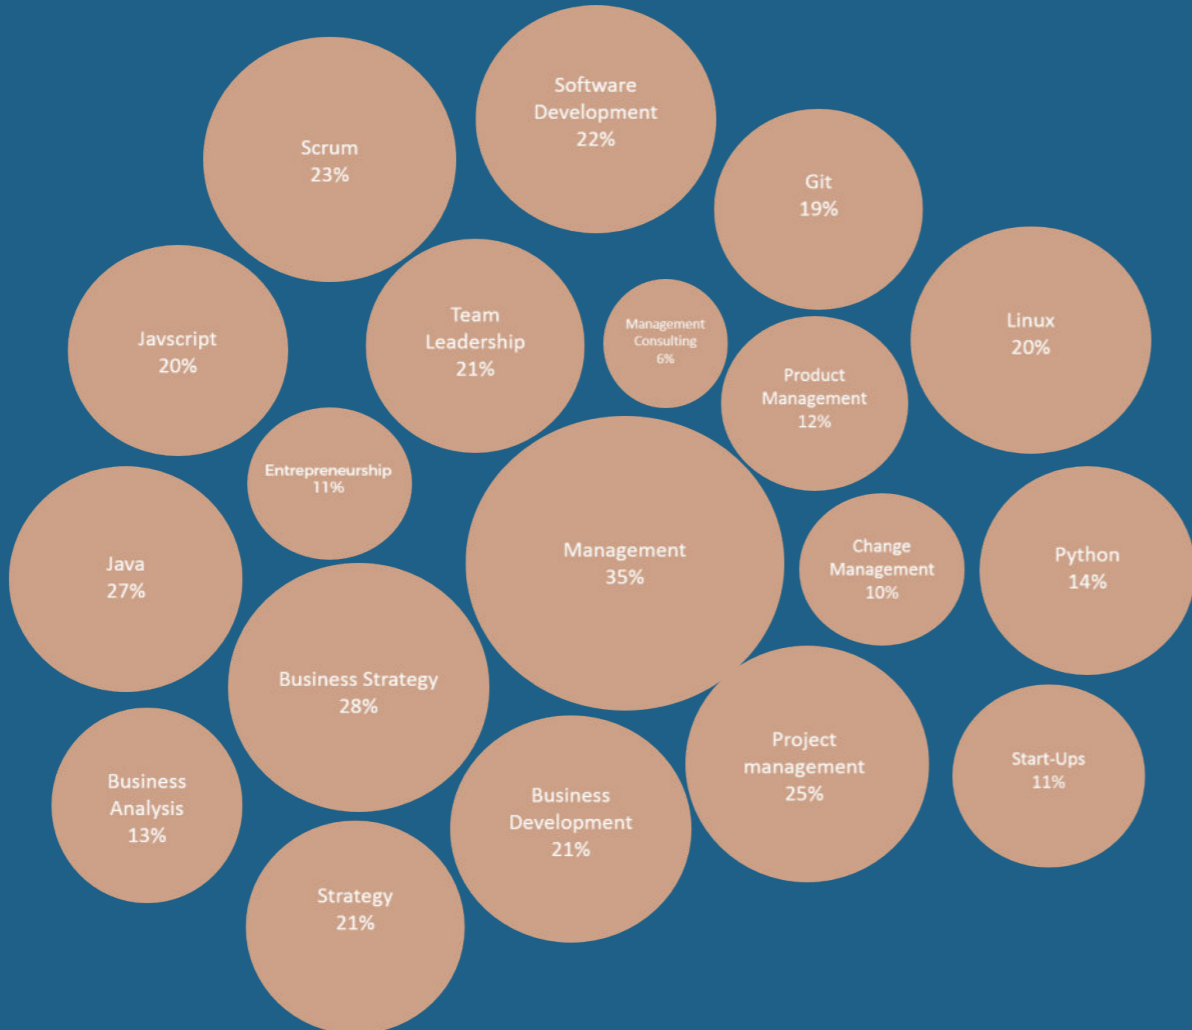 Software
Development
22%
Scrum
23%
Git
19%
Team
Leadership
21%
Management
Consulting
6%
Linux
20%
Javscript
20%
Product
Management
12%
Entrepreneurship
11%
Management
35%
Change
Management
10%
Python
14%
Java
27%
Business Strategy
28%
Project
management
25%
Start-Ups
11%
Business
Analysis
13%
Business
Development
21%
Strategy
21%